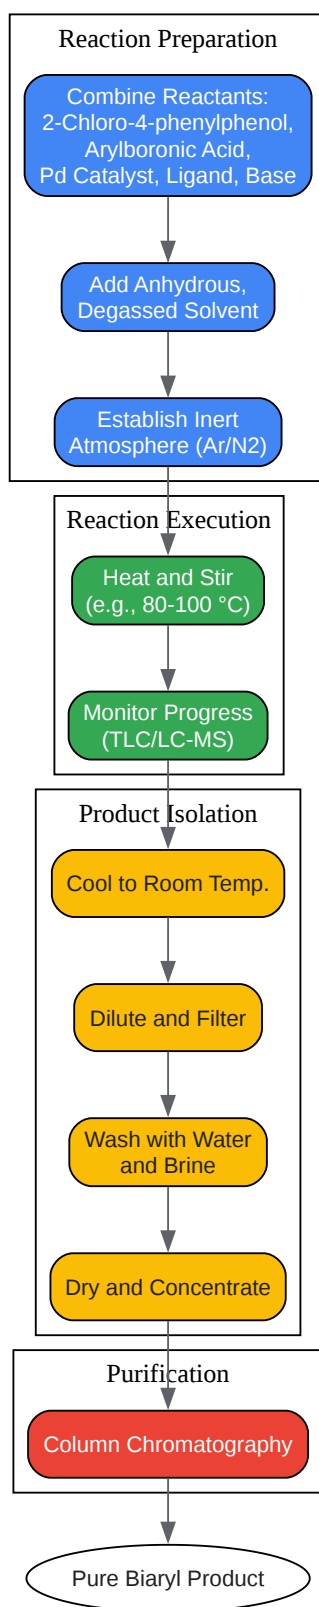 Reaction Preparation
Combine Reactants:
2-Chloro-4-phenylphenol,
Arylboronic Acid,
Pd Catalyst, Ligand, Base
Add Anhydrous,
Degassed Solvent
Establish Inert
Atmosphere (Ar/N2)
Reaction Execution
Heat and Stir
(e.g., 80-100 °C)
Monitor Progress
(TLC/LC-MS)
Product Isolation
Cool to Room Temp.
Dilute and Filter
Wash with Water
and Brine
Dry and Concentrate
Purification
Column Chromatography
Pure Biaryl Product